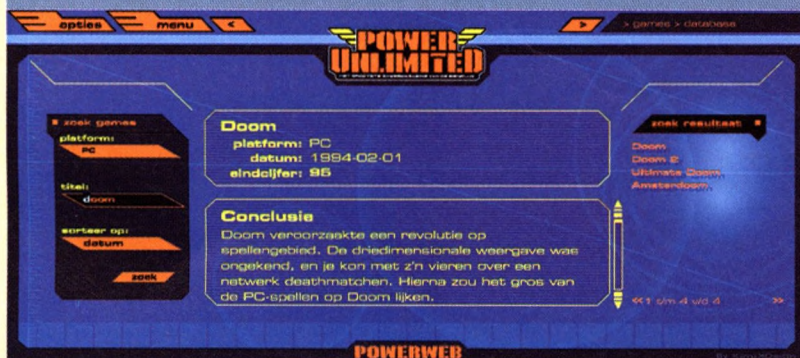 opties menu < > > games > database
POWER
UNLIMITED
zoek games
platform:
PC
titel:
doom
sorteer op:
datum
zoek
Doom
platform: PC
datum: 1994-02-01
eindcijfer: 95
Conclusie
Doom veroorzaakte een revolutie op
spellengebied. De driedimensionale weergave was
ongekend, en je kon met z'n vieren over een
netwerk deathmatchen. Hierna zou het gros van
de PC-spellen op Doom lijken.
zoek resultaat
Doom
Doom 2
Ultimate Doom
Amsterdoom
<< 1 t/m 4 v/d 4 >>
POWERWEB